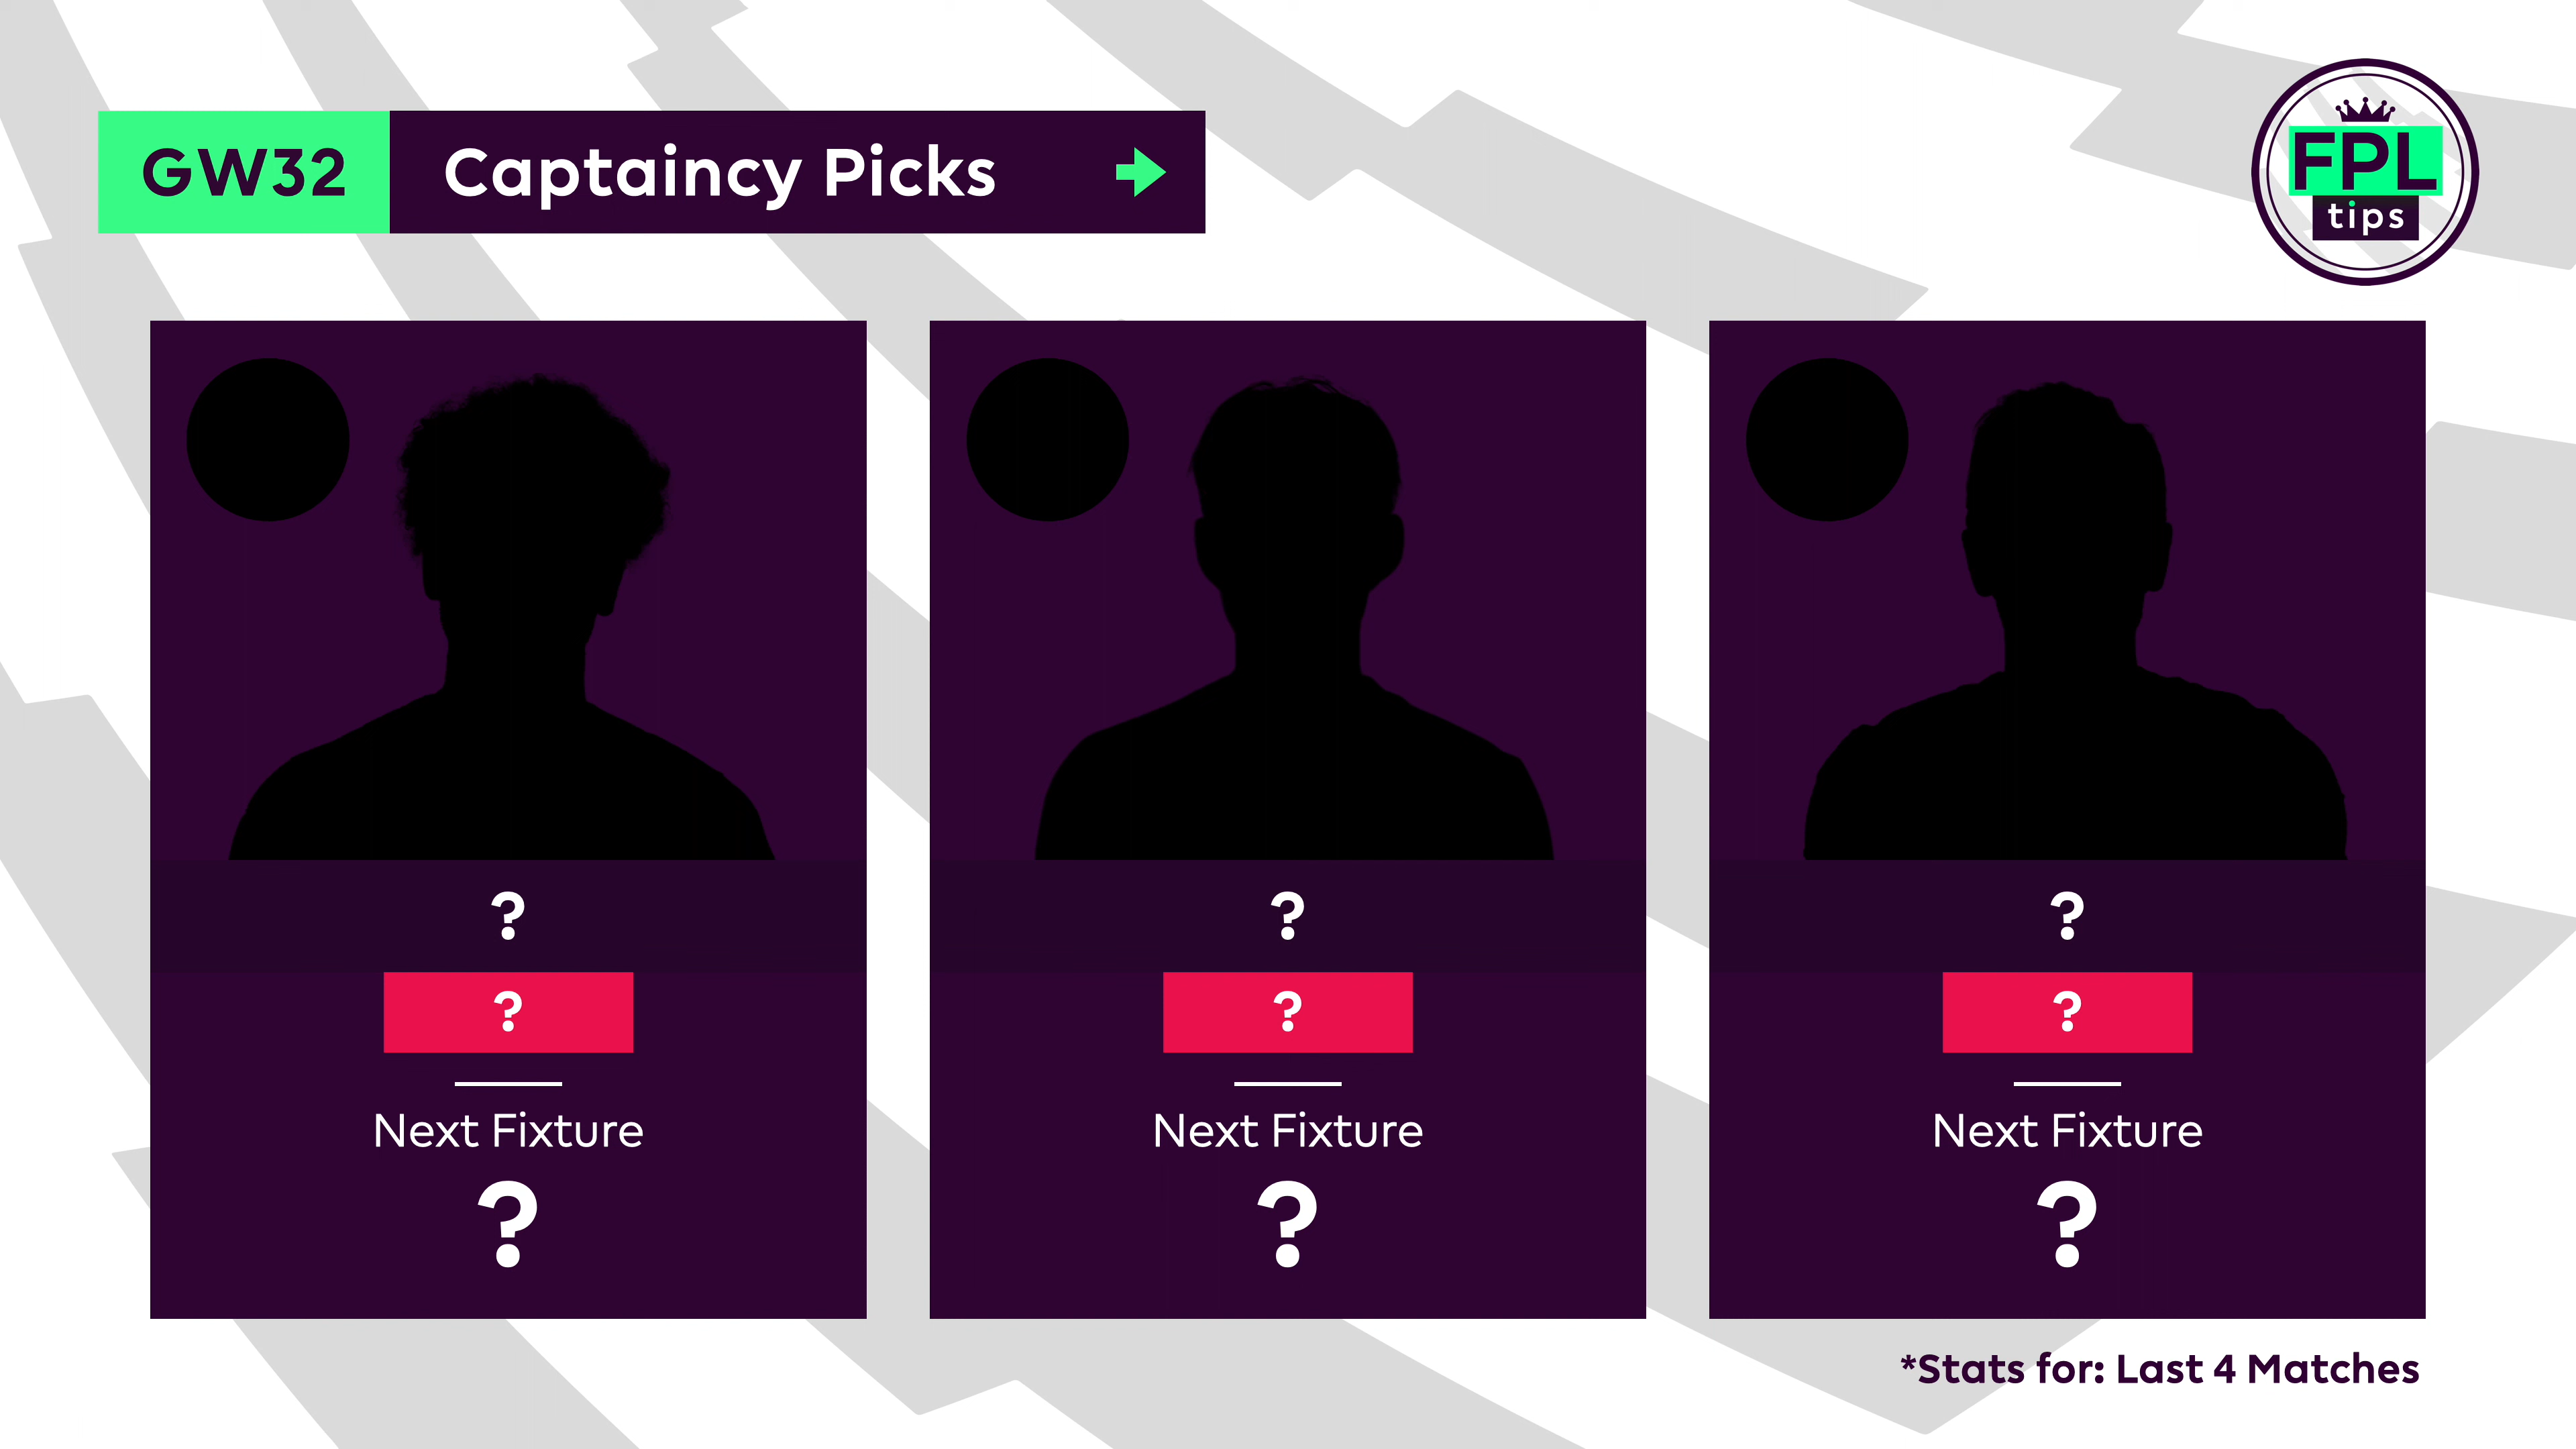 GW32 Captaincy Picks
FPL
tips
? ? ?
? ? ?
Next Fixture Next Fixture Next Fixture
? ? ?
*Stats for: Last 4 Matches